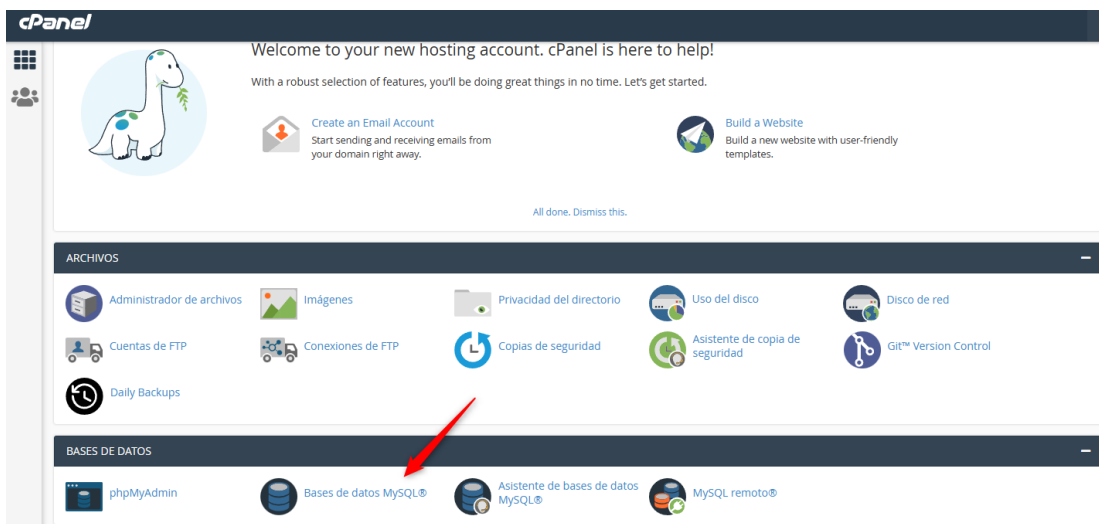 cPanel
Welcome to your new hosting account. cPanel is here to help!
With a robust selection of features, you'll be doing great things in no time. Let's get started.
Create an Email Account
Start sending and receiving emails from
your domain right away.
Build a Website
Build a new website with user-friendly
templates.
All done. Dismiss this.
ARCHIVOS
Administrador de archivos
Imágenes
Privacidad del directorio
Uso del disco
Disco de red
Cuentas de FTP
Conexiones de FTP
Copias de seguridad
Asistente de copia de
seguridad
Git™ Version Control
Daily Backups
BASES DE DATOS
phpMyAdmin
Bases de datos MySQL®
Asistente de bases de datos
MySQL®
MySQL remoto®